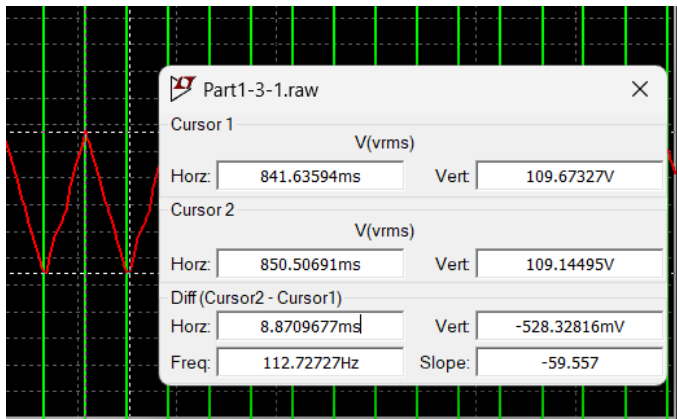 Part1-3-1.raw
Cursor 1
V(vrms)
Horz: 841.63594ms Vert: 109.67327V
Cursor 2
V(vrms)
Horz: 850.50691ms Vert: 109.14495V
Diff (Cursor2 - Cursor1)
Horz: 8.8709677ms Vert: -528.32816mV
Freq: 112.72727Hz Slope: -59.557